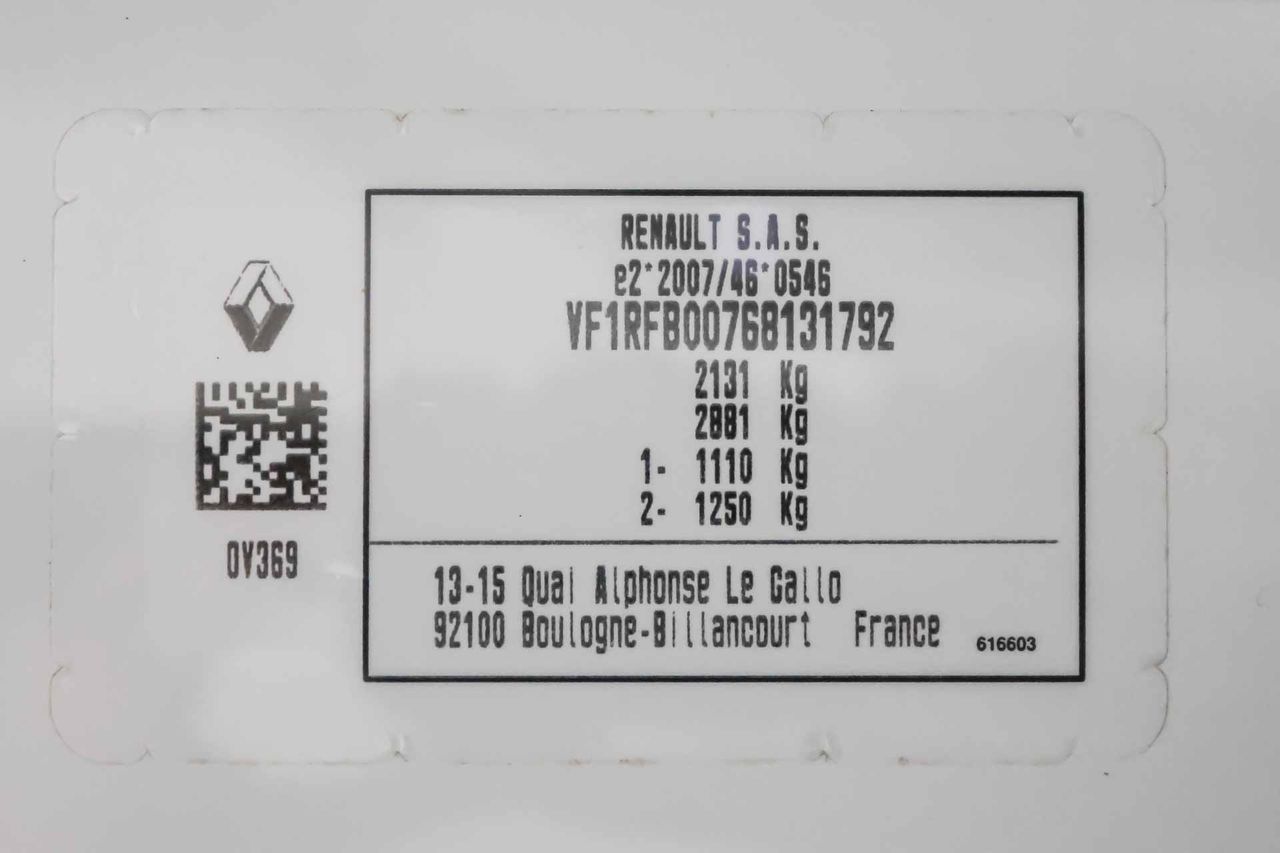 RENAULT S.A.S.
e2*2007/46*0546
VF1RFB00768131792
2131 Kg
2881 Kg
1- 1110 Kg
2- 1250 Kg
0V369
13-15 Quai Alphonse Le Gallo
92100 Boulogne-Billancourt France
616603